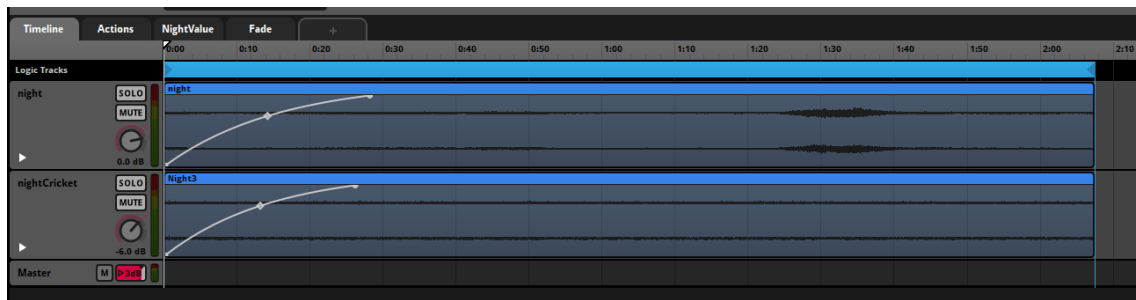 Timeline Actions NightValue Fade +
0:00 0:10 0:20 0:30 0:40 0:50 1:00 1:10 1:20 1:30 1:40 1:50 2:00 2:10
Logic Tracks
night SOLO night
MUTE
0.0 dB
nightCricket SOLO Night3
MUTE
-6.0 dB
Master M >3dB